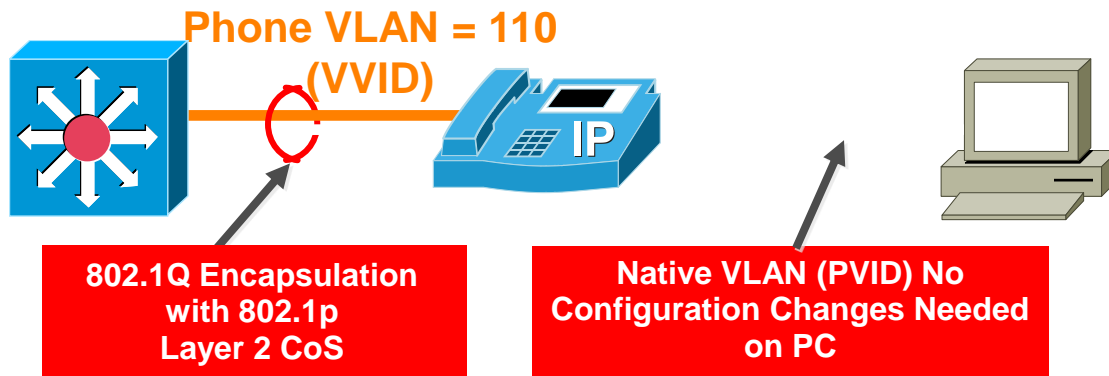 Phone VLAN = 110
(VVID)
IP
802.1Q Encapsulation
with 802.1p
Layer 2 CoS
Native VLAN (PVID) No
Configuration Changes Needed
on PC